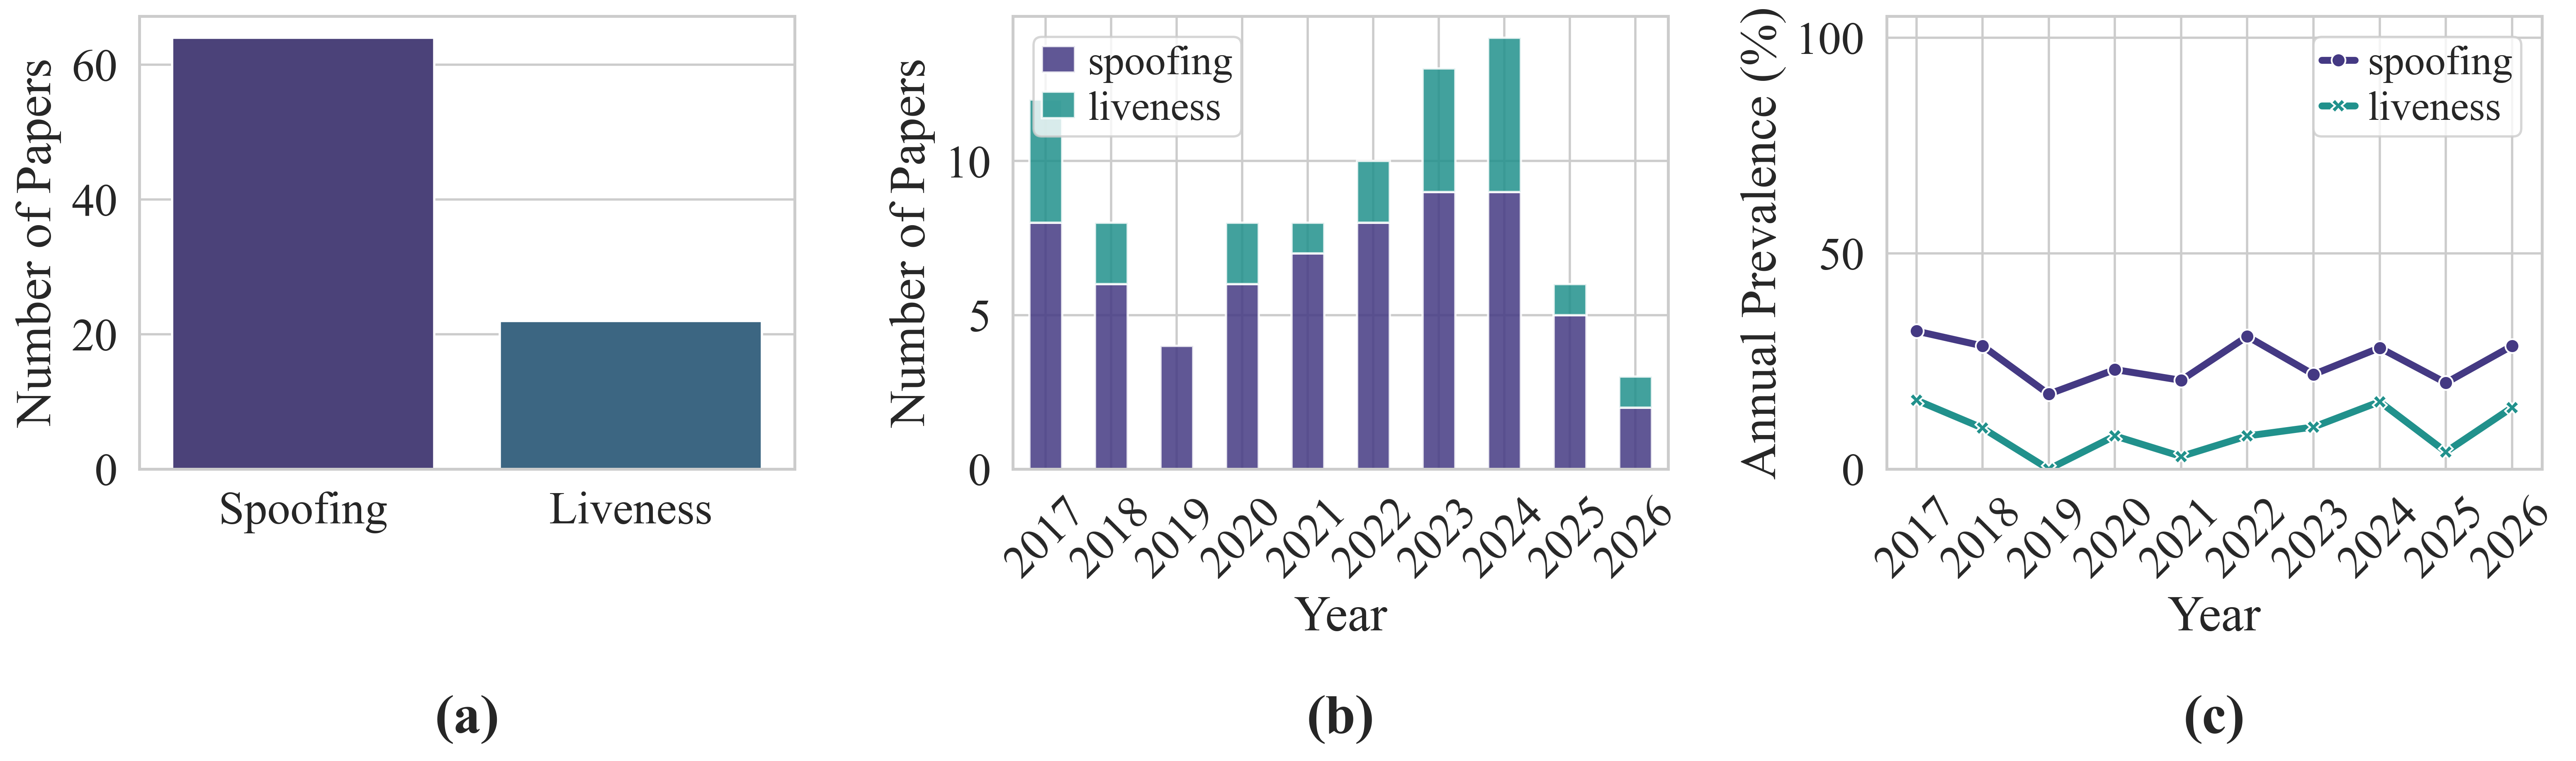 Number of Papers
60
40
20
0
Spoofing
Liveness
(a)
Number of Papers
10
5
0
spoofing
liveness
2017
2018
2019
2020
2021
2022
2023
2024
2025
2026
Year
(b)
Annual Prevalence (%)
100
50
0
spoofing
liveness
2017
2018
2019
2020
2021
2022
2023
2024
2025
2026
Year
(c)